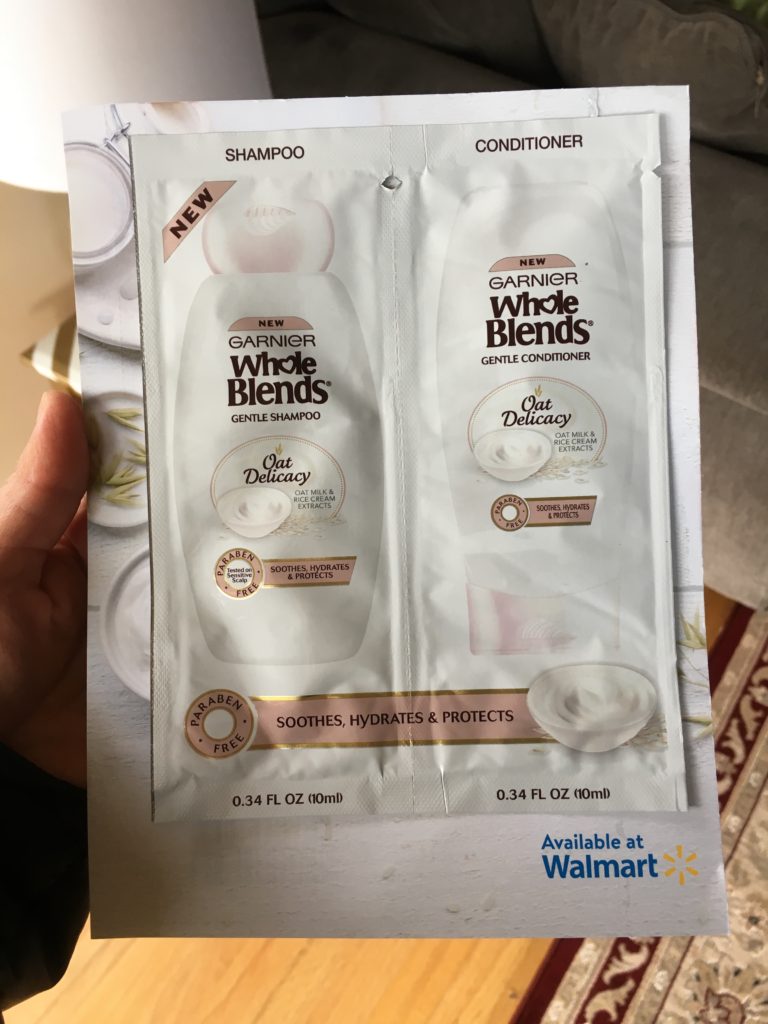 SHAMPOO
CONDITIONER
NEW
NEW
GARNIER
Whole
Blends®
GENTLE SHAMPOO
Oat
Delicacy
OAT MILK &
RICE CREAM
EXTRACTS
PARABEN
FREE
Tested on
Sensitive
Scalp
SOOTHES, HYDRATES
& PROTECTS
NEW
GARNIER
Whole
Blends®
GENTLE CONDITIONER
Oat
Delicacy
OAT MILK &
RICE CREAM
EXTRACTS
PARABEN
FREE
SOOTHES, HYDRATES
& PROTECTS
PARABEN
FREE
SOOTHES, HYDRATES & PROTECTS
0.34 FL OZ (10ml)
0.34 FL OZ (10ml)
Available at
Walmart